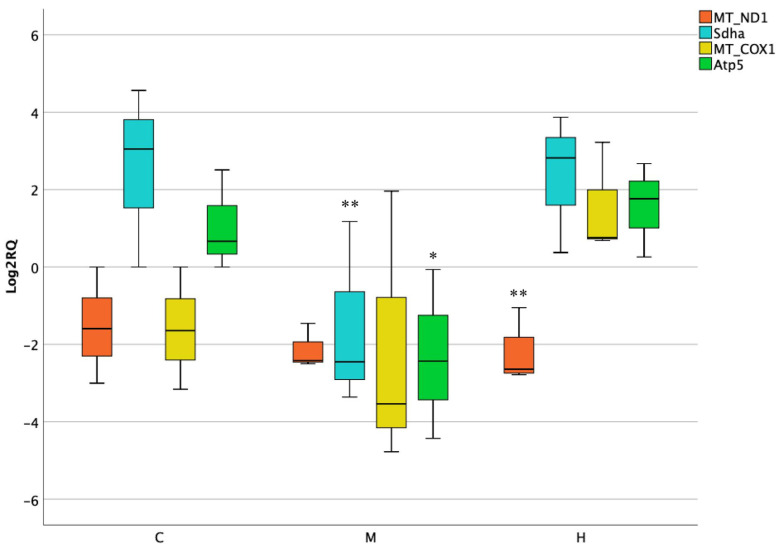 MT_ND1
Sdha
MT_COX1
Atp5
Log2RQ
6
4
2
0
−2
−4
−6
**
*
**
C M H